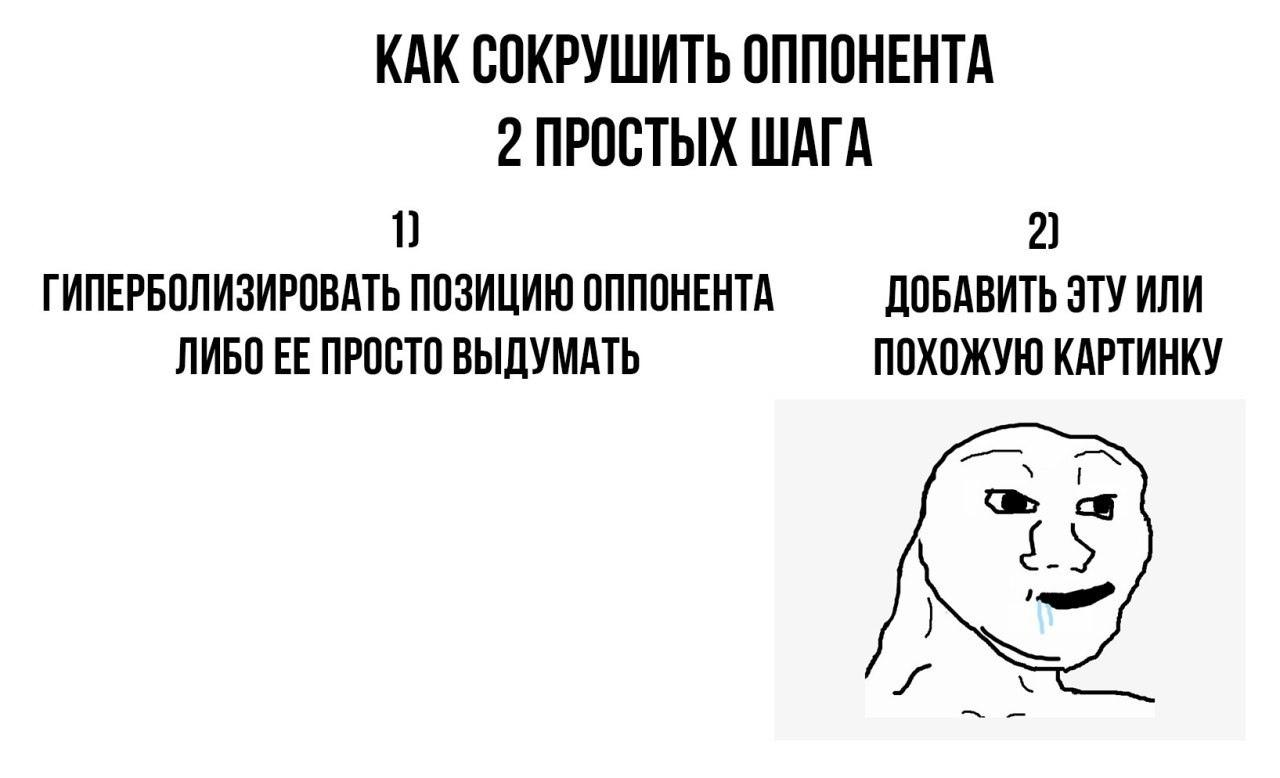 КАК СОКРУШИТЬ ОППОНЕНТА
2 ПРОСТЫХ ШАГА
1)
ГИПЕРБОЛИЗИРОВАТЬ ПОЗИЦИЮ ОППОНЕНТА
ЛИБО ЕЕ ПРОСТО ВЫДУМАТЬ
2)
ДОБАВИТЬ ЭТУ ИЛИ
ПОХОЖУЮ КАРТИНКУ